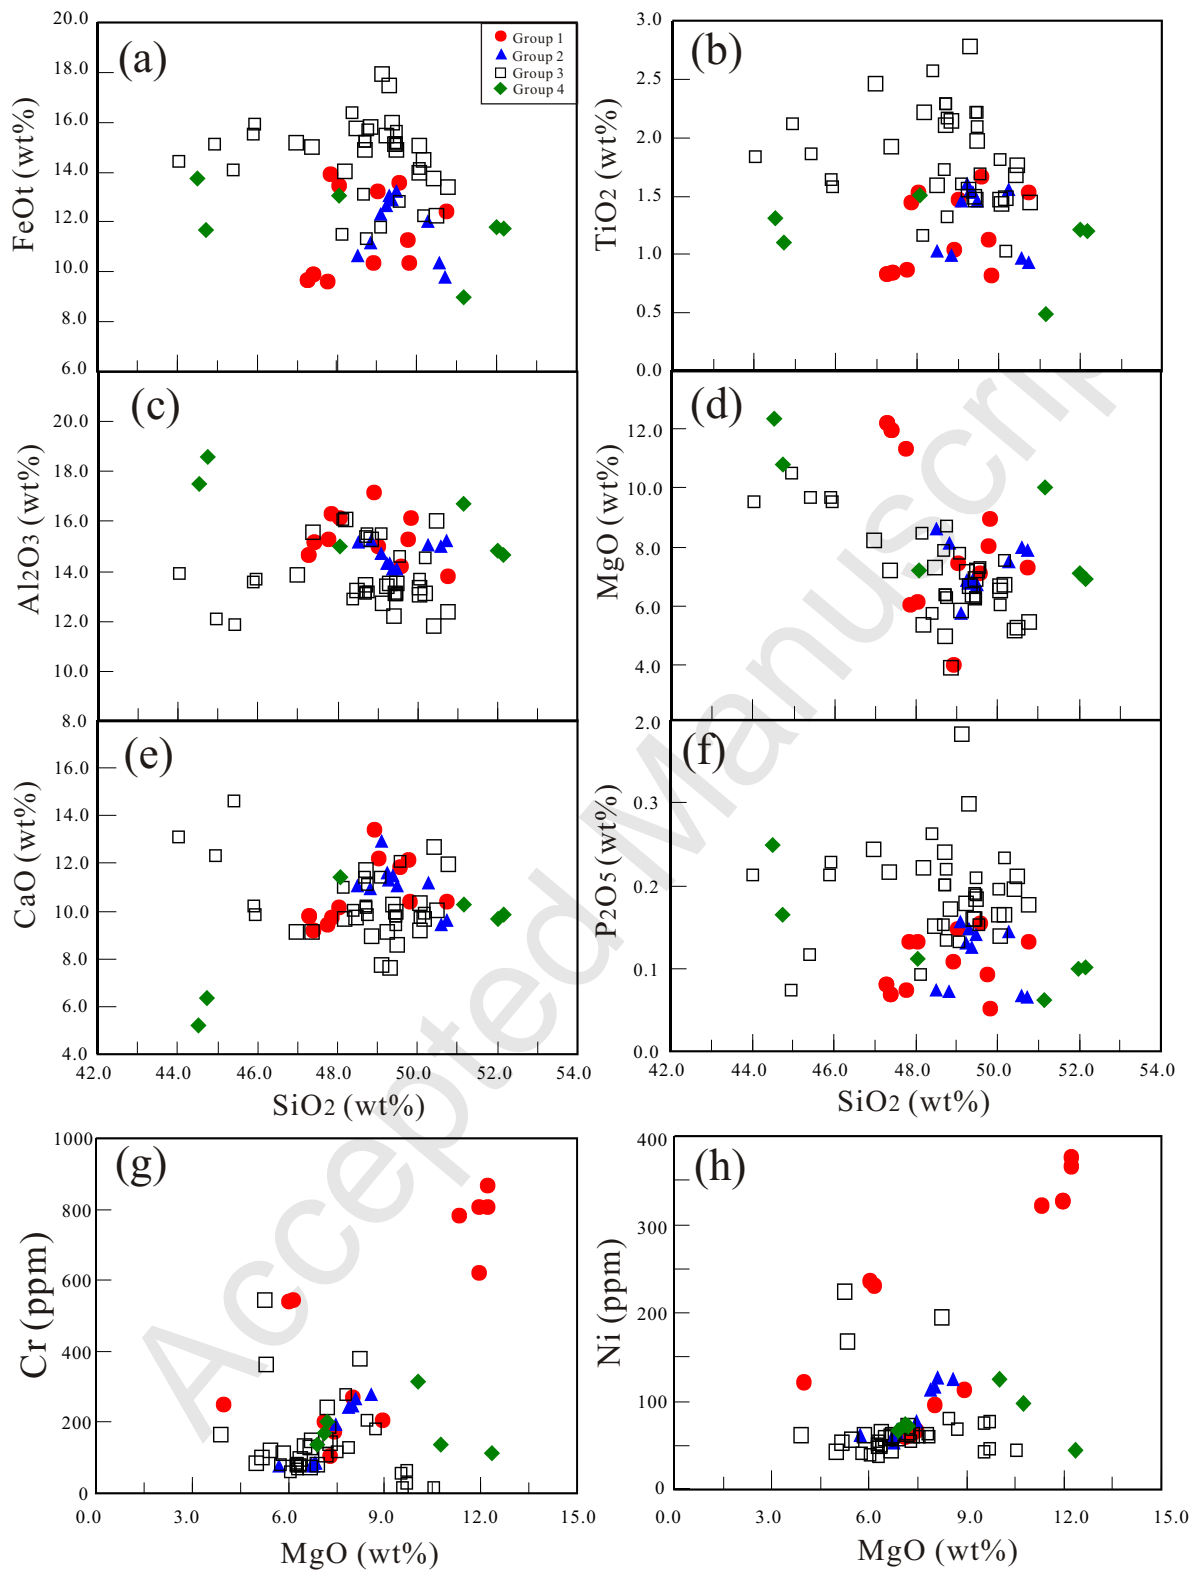 (a)
FeOt (wt%)
20.0
18.0
16.0
14.0
12.0
10.0
8.0
6.0
Group 1
Group 2
Group 3
Group 4
(b)
TiO2 (wt%)
3.0
2.5
2.0
1.5
1.0
0.5
0.0
(c)
Al2O3 (wt%)
20.0
18.0
16.0
14.0
12.0
10.0
8.0
(d)
MgO (wt%)
12.0
10.0
8.0
6.0
4.0
2.0
(e)
CaO (wt%)
16.0
14.0
12.0
10.0
8.0
6.0
4.0
42.0 44.0 46.0 48.0 50.0 52.0 54.0
SiO2 (wt%)
(f)
P2O5 (wt%)
0.3
0.2
0.1
0.0
42.0 44.0 46.0 48.0 50.0 52.0 54.0
SiO2 (wt%)
(g)
Cr (ppm)
1000
800
600
400
200
0
0.0 3.0 6.0 9.0 12.0 15.0
MgO (wt%)
(h)
Ni (ppm)
400
300
200
100
0
0.0 3.0 6.0 9.0 12.0 15.0
MgO (wt%)
Accepted Manuscrip